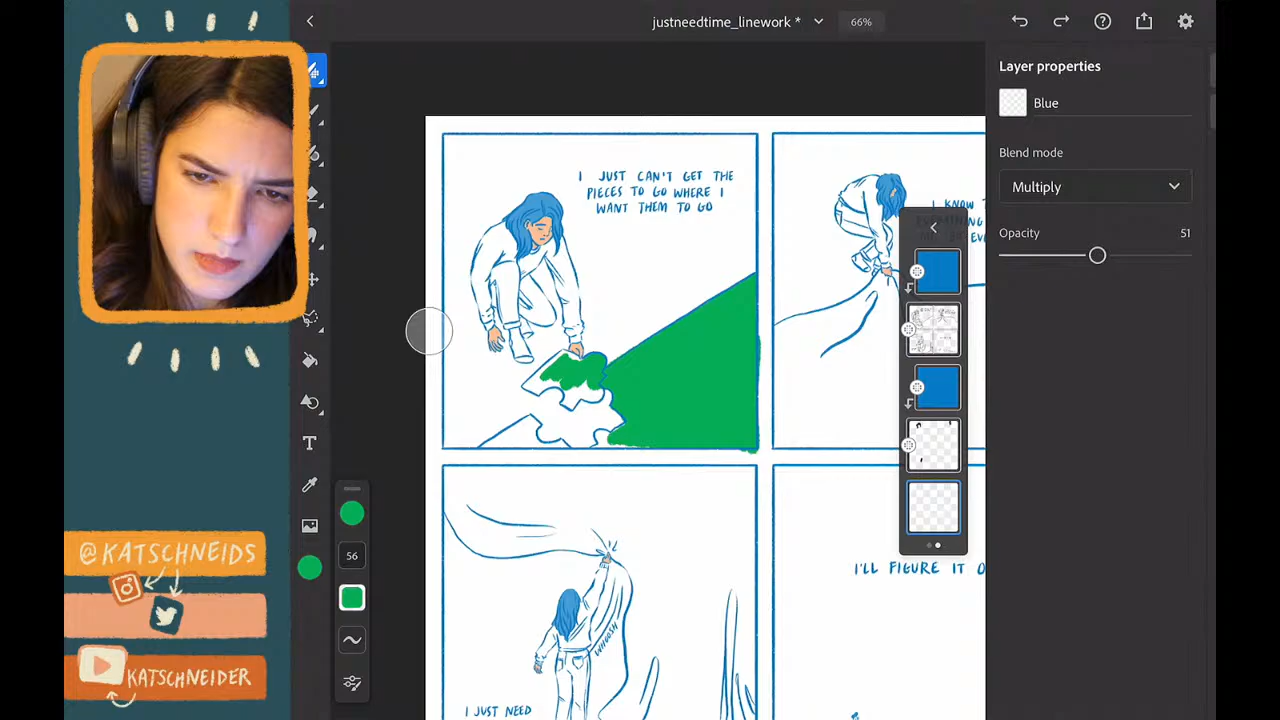 justneedtime_linework *
66%
Layer properties
Blue
Blend mode
Multiply
Opacity
51
I JUST CAN'T GET THE
PIECES TO GO WHERE I
WANT THEM TO GO
I KNOW
56
T
@KATSCHNEIDS
KATSCHNEIDER
WHOOSH
I JUST NEED
I'LL FIGURE IT O